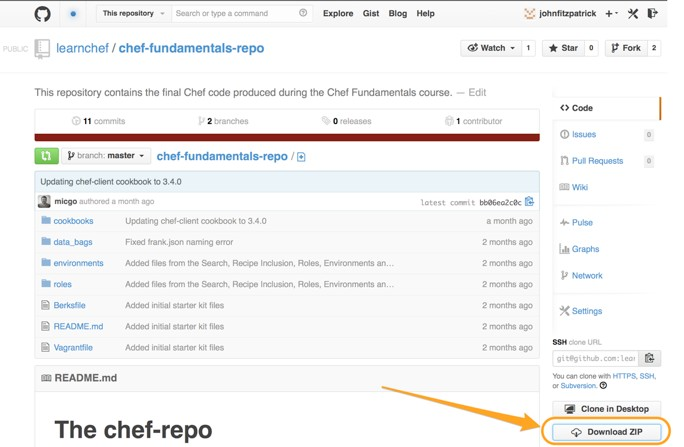 This repository Search or type a command Explore Gist Blog Help johnfitzpatrick
PUBLIC learnchef / chef-fundamentals-repo Watch 1 Star 0 Fork 2
This repository contains the final Chef code produced during the Chef Fundamentals course. — Edit
11 commits 2 branches 0 releases 1 contributor
branch: master chef-fundamentals-repo /
Updating chef-client cookbook to 3.4.0
micgo authored a month ago latest commit bb06ea2c0c
cookbooks Updating chef-client cookbook to 3.4.0 a month ago
data_bags Fixed frank.json naming error 2 months ago
environments Added files from the Search, Recipe Inclusion, Roles, Environments an… 2 months ago
roles Added files from the Search, Recipe Inclusion, Roles, Environments an… 2 months ago
Berksfile Added initial starter kit files 2 months ago
README.md Added initial starter kit files 2 months ago
Vagrantfile Added initial starter kit files 2 months ago
README.md
The chef-repo
Code
Issues 0
Pull Requests 0
Wiki
Pulse
Graphs
Network
Settings
SSH clone URL
git@github.com:lear
You can clone with HTTPS, SSH,
or Subversion.
Clone in Desktop
Download ZIP